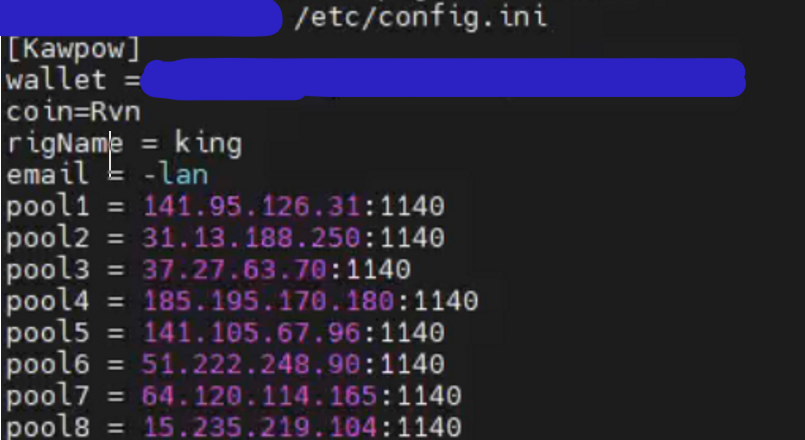 /etc/config.ini
[Kawpow]
wallet =
coin=Rvn
rigName = king
email = -lan
pool1 = 141.95.126.31:1140
pool2 = 31.13.188.250:1140
pool3 = 37.27.63.70:1140
pool4 = 185.195.170.180:1140
pool5 = 141.105.67.96:1140
pool6 = 51.222.248.90:1140
pool7 = 64.120.114.165:1140
pool8 = 15.235.219.104:1140